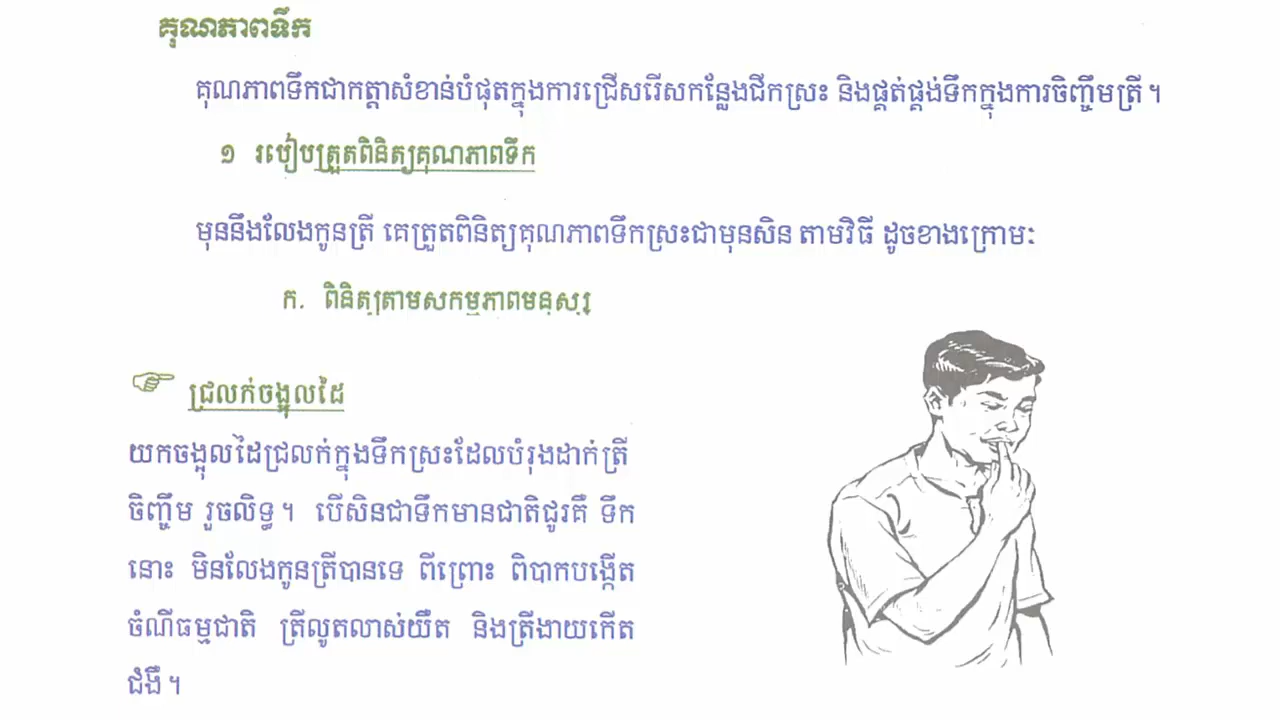 គុណភាពទឹក
គុណភាពទឹកជាកត្តាសំខាន់បំផុតក្នុងការជ្រើសរើសកន្លែងជីកស្រះ និងផ្គត់ផ្គង់ទឹកក្នុងការចិញ្ចឹមត្រី។
១ របៀបត្រួតពិនិត្យគុណភាពទឹក
មុននឹងលែងកូនត្រី គេត្រួតពិនិត្យគុណភាពទឹកស្រះជាមុនសិន តាមវិធី ដូចខាងក្រោមៈ
ក. ពិនិត្យតាមសកម្មភាពមនុស្ស
ជ្រលក់ចង្អុលដៃ
យកចង្អុលដៃជ្រលក់ក្នុងទឹកស្រះដែលបំរុងដាក់ត្រី
ចិញ្ចឹម រួចលិទ្ធ។ បើសិនជាទឹកមានជាតិជូរគឺ ទឹក
នោះ មិនលែងកូនត្រីបានទេ ពីព្រោះ ពិបាកបង្កើត
ចំណីធម្មជាតិ ត្រីលូតលាស់យឺត និងត្រីងាយកើត
ជំងឺ។